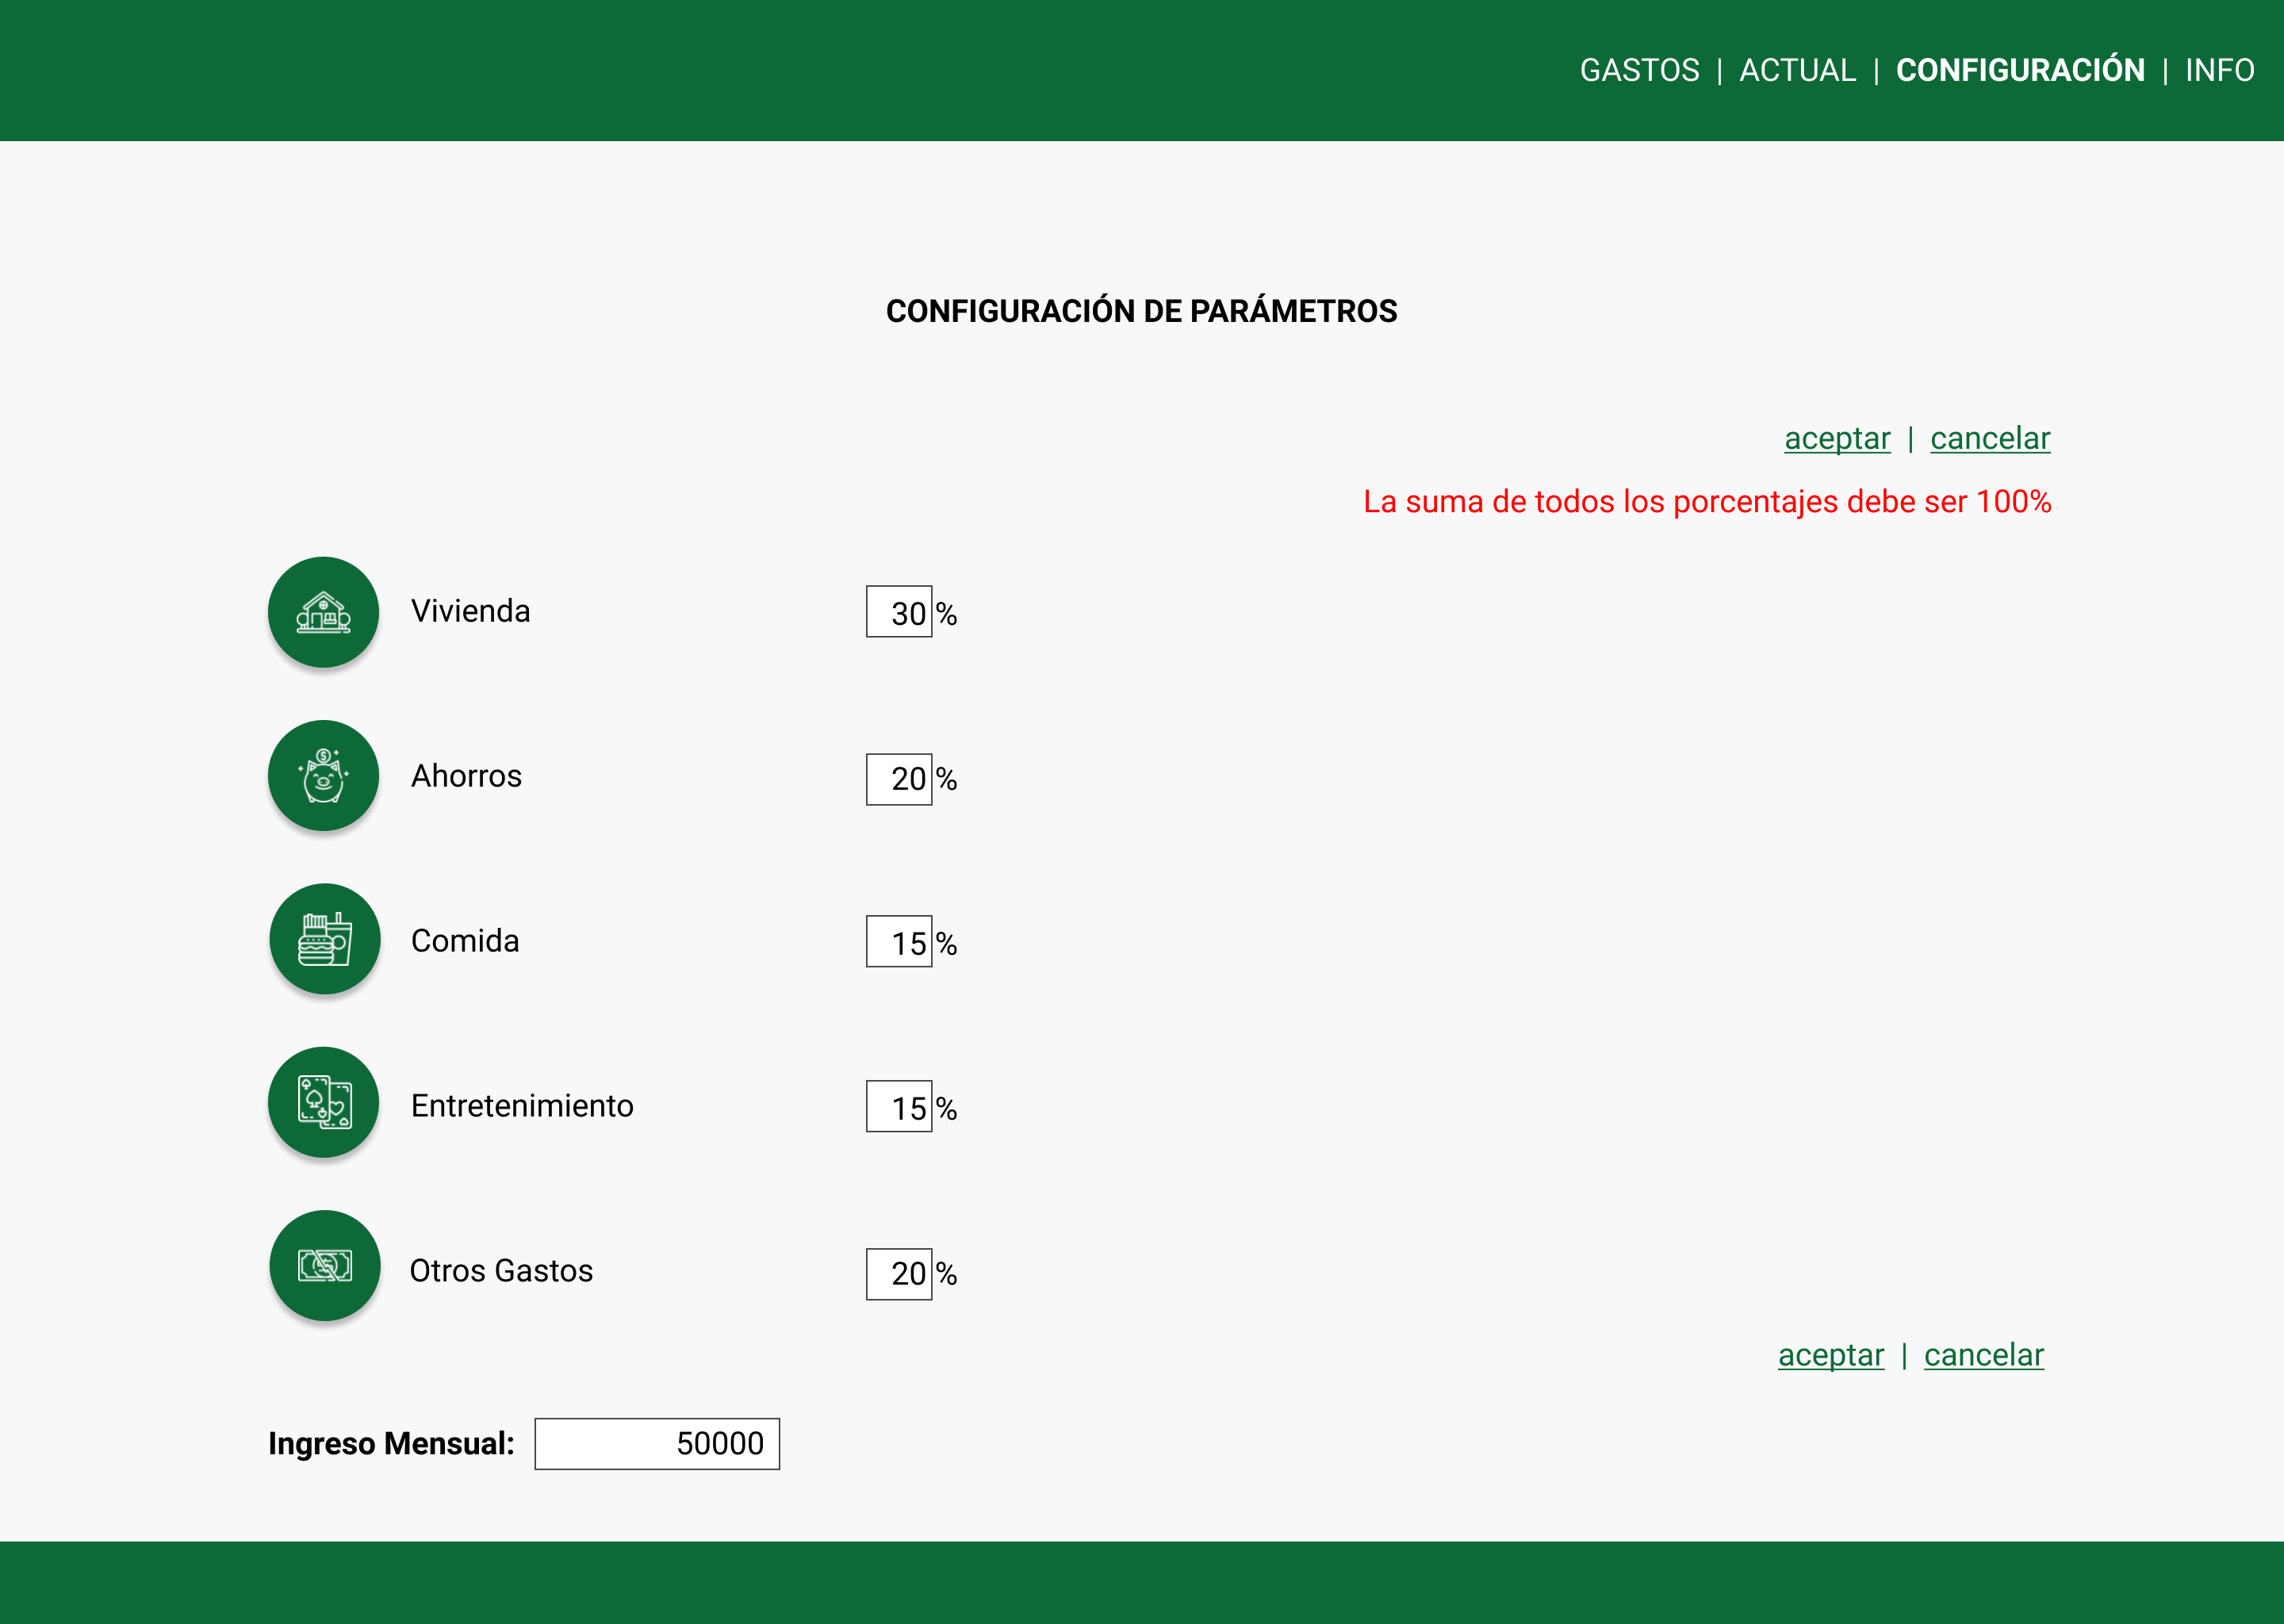 GASTOS | ACTUAL | CONFIGURACIÓN | INFO
CONFIGURACIÓN DE PARÁMETROS
aceptar | cancelar
La suma de todos los porcentajes debe ser 100%
Vivienda 30 %
Ahorros 20 %
Comida 15 %
Entretenimiento 15 %
Otros Gastos 20 %
aceptar | cancelar
Ingreso Mensual: 50000